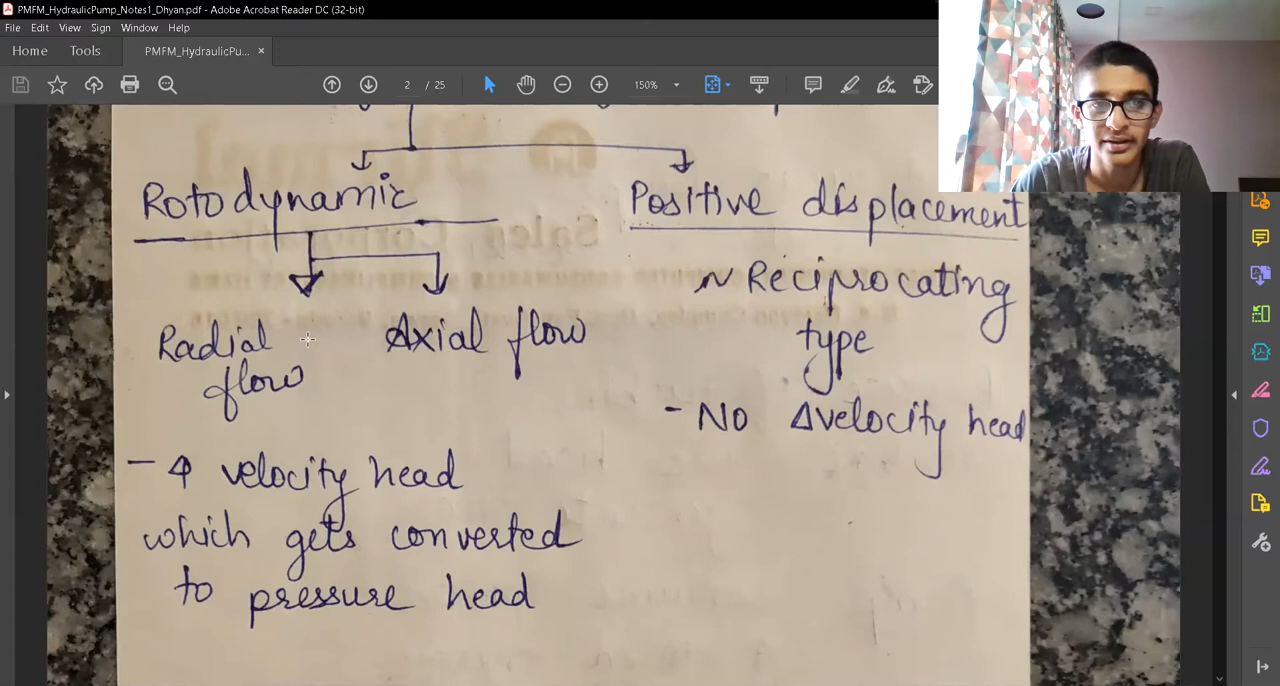 PMFM_HydraulicPump_Notes1_Dhyan.pdf - Adobe Acrobat Reader DC (32-bit)
File Edit View Sign Window Help
Home Tools PMFM_HydraulicPu... ×
2 / 25 150%
Rotodynamic Positive displacement
Radial flow
Axial flow
~ Reciprocating
type
- No Δvelocity head
- ↑ velocity head
which gets converted
to pressure head